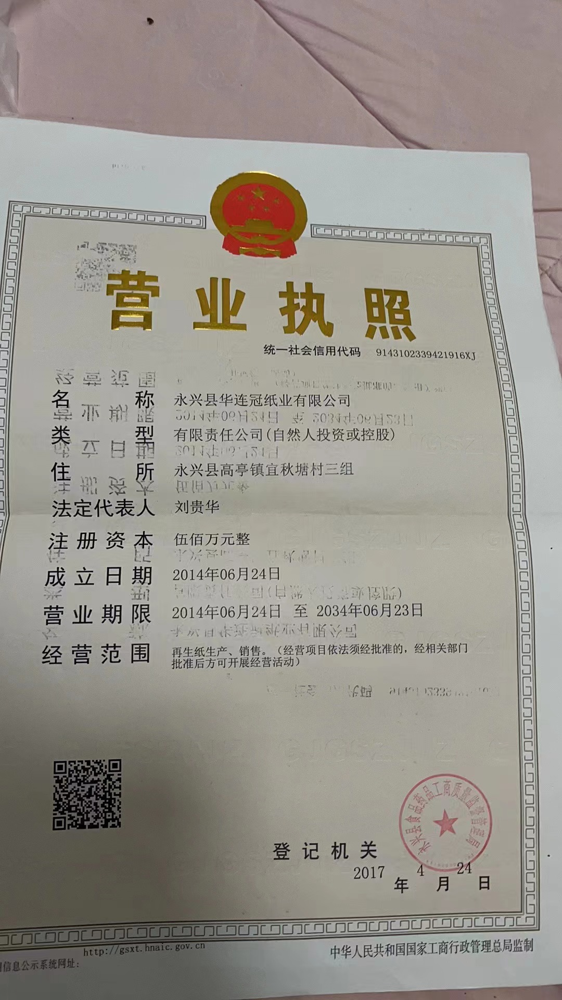 营业执照
统一社会信用代码 9143102339421916XJ
名称 永兴县华连冠纸业有限公司
类型 有限责任公司(自然人投资或控股)
住所 永兴县高亭镇宜秋塘村三组
法定代表人 刘贵华
注册资本 伍佰万元整
成立日期 2014年06月24日
营业期限 2014年06月24日 至 2034年06月23日
经营范围 再生纸生产、销售。（经营项目依法须经批准的，经相关部门
批准后方可开展经营活动）
永兴县食品药品工商质量监督管理局
登记机关
2017年4月24日
http://gsxt.hnaic.gov.cn
信息公示系统网址:
中华人民共和国国家工商行政管理总局监制